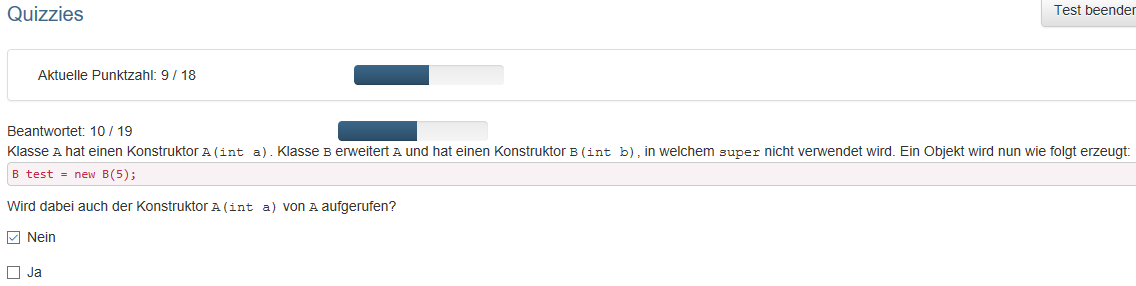 Quizzies
Test beenden
Aktuelle Punktzahl: 9 / 18
Beantwortet: 10 / 19
Klasse A hat einen Konstruktor A(int a). Klasse B erweitert A und hat einen Konstruktor B(int b), in welchem super nicht verwendet wird. Ein Objekt wird nun wie folgt erzeugt:
B test = new B(5);
Wird dabei auch der Konstruktor A(int a) von A aufgerufen?
Nein
Ja